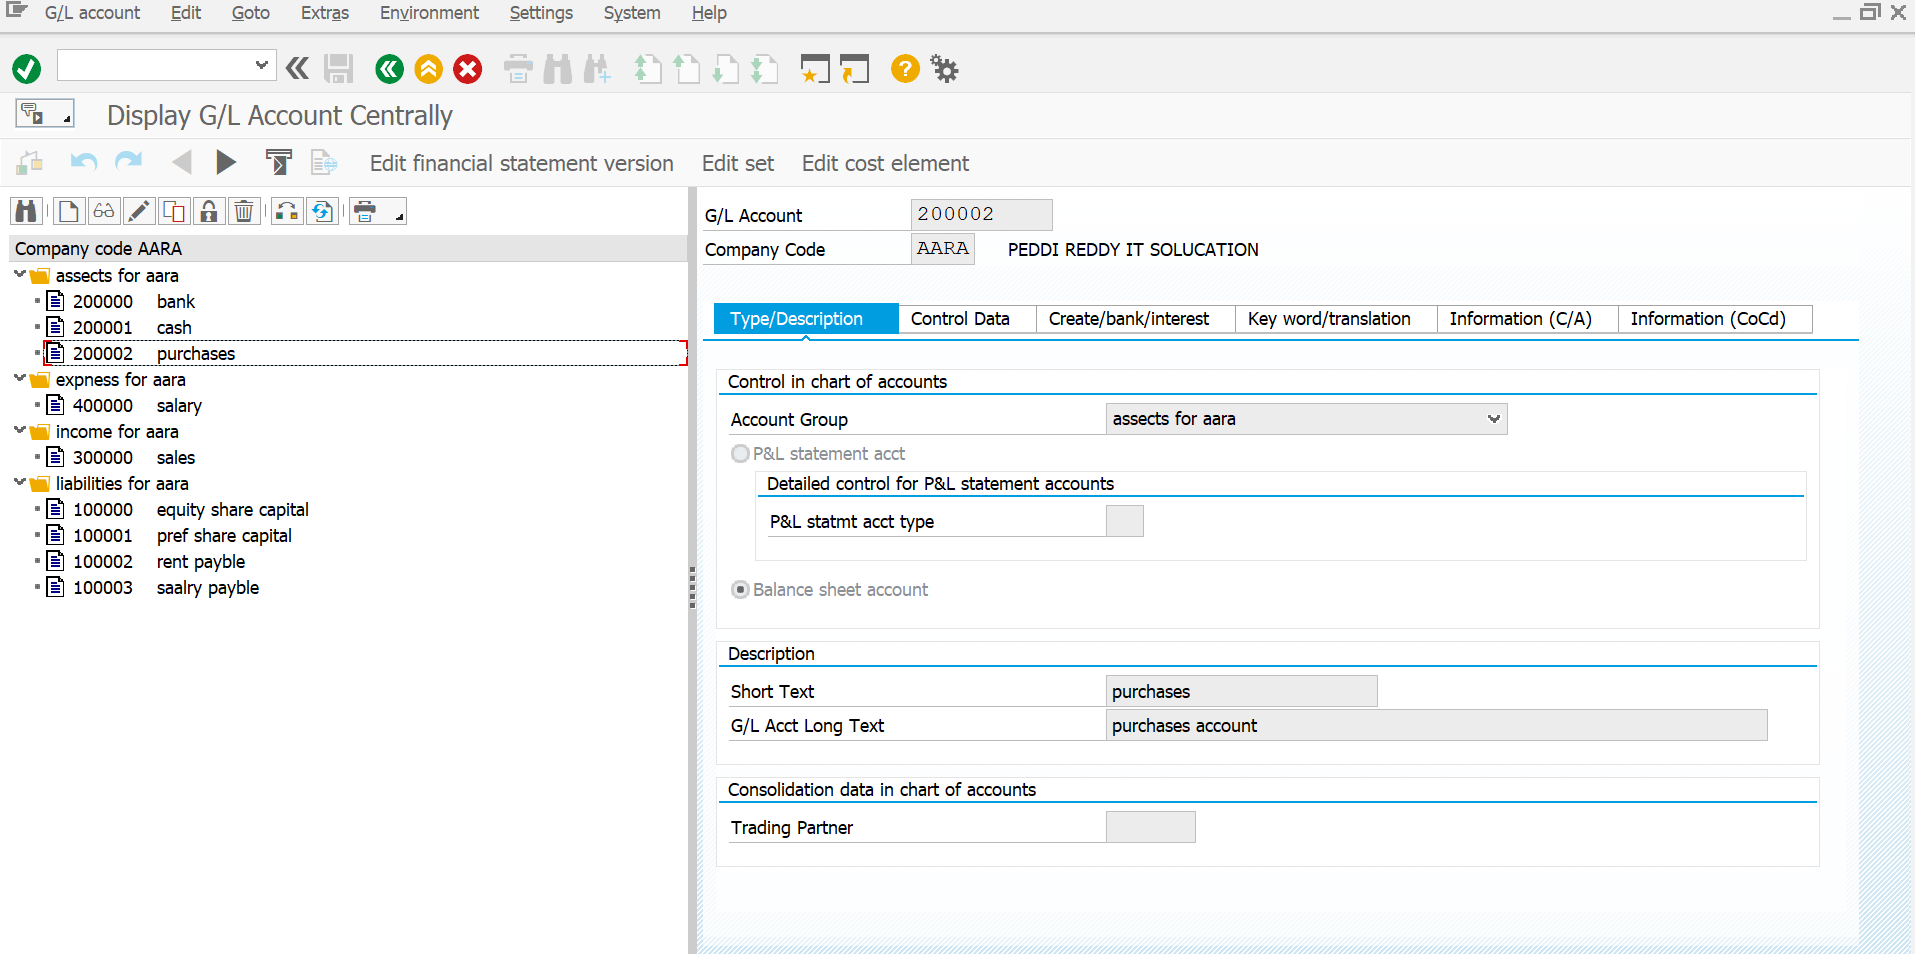 G/L account Edit Goto Extras Environment Settings System Help
Display G/L Account Centrally
Edit financial statement version Edit set Edit cost element
Company code AARA
assects for aara
200000 bank
200001 cash
200002 purchases
expness for aara
400000 salary
income for aara
300000 sales
liabilities for aara
100000 equity share capital
100001 pref share capital
100002 rent payble
100003 saalry payble
G/L Account 200002
Company Code AARA PEDDI REDDY IT SOLUCATION
Type/Description Control Data Create/bank/interest Key word/translation Information (C/A) Information (CoCd)
Control in chart of accounts
Account Group assects for aara
P&L statement acct
Detailed control for P&L statement accounts
P&L statmt acct type
Balance sheet account
Description
Short Text purchases
G/L Acct Long Text purchases account
Consolidation data in chart of accounts
Trading Partner